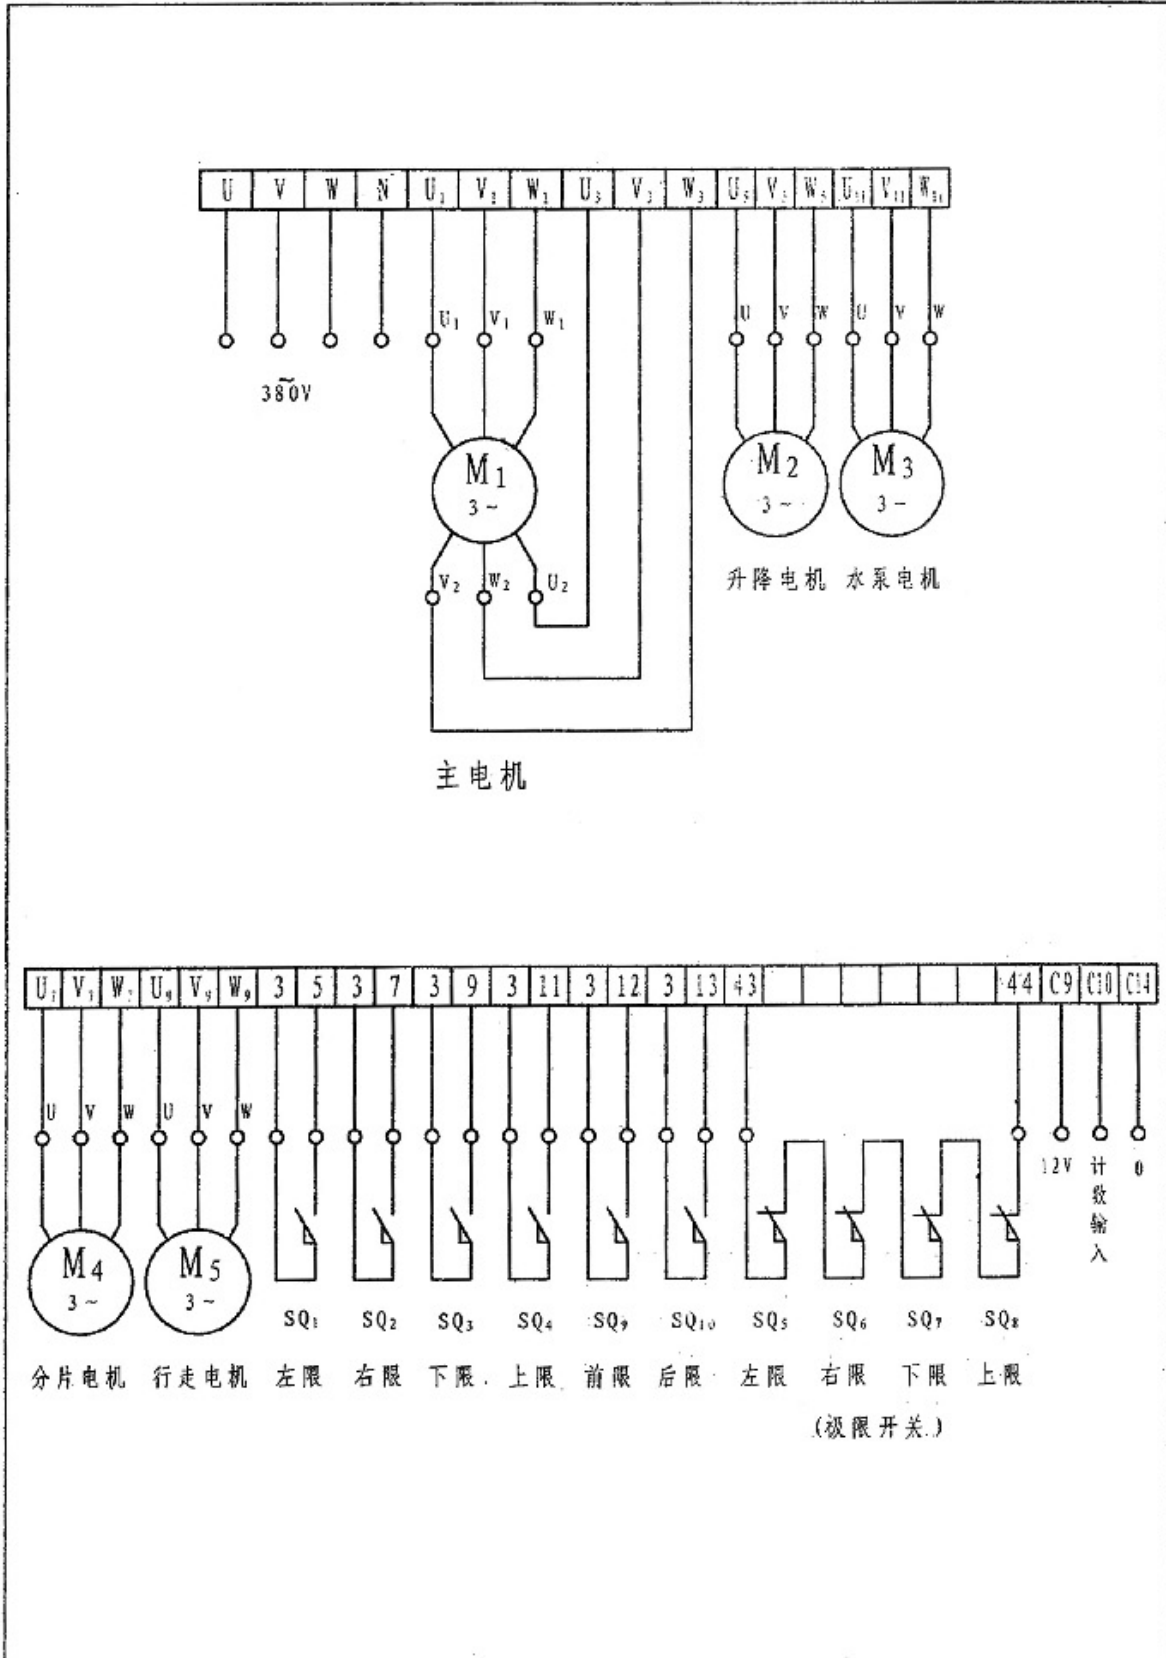 U V W N U₁ V₁ W₁ U₃ V₃ W₃ U₅ V₅ W₅ U₁₁ V₁₁ W₁₁
U₁ V₁ W₁ U V W U V W
380V
~
M₁
3~
M₂
3~
M₃
3~
V₂ W₂ U₂
升降电机 水泵电机
主电机
U₇ V₇ W₇ U₉ V₉ W₉ 3 5 3 7 3 9 3 11 3 12 3 13 43 44 C9 C10 C14
U V W U V W
12V 计数输入 0
M₄
3~
M₅
3~
SQ₁ SQ₂ SQ₃ SQ₄ SQ₉ SQ₁₀ SQ₅ SQ₆ SQ₇ SQ₈
分片电机 行走电机 左限 右限 下限 上限 前限 后限 左限 右限 下限 上限
(极限开关)